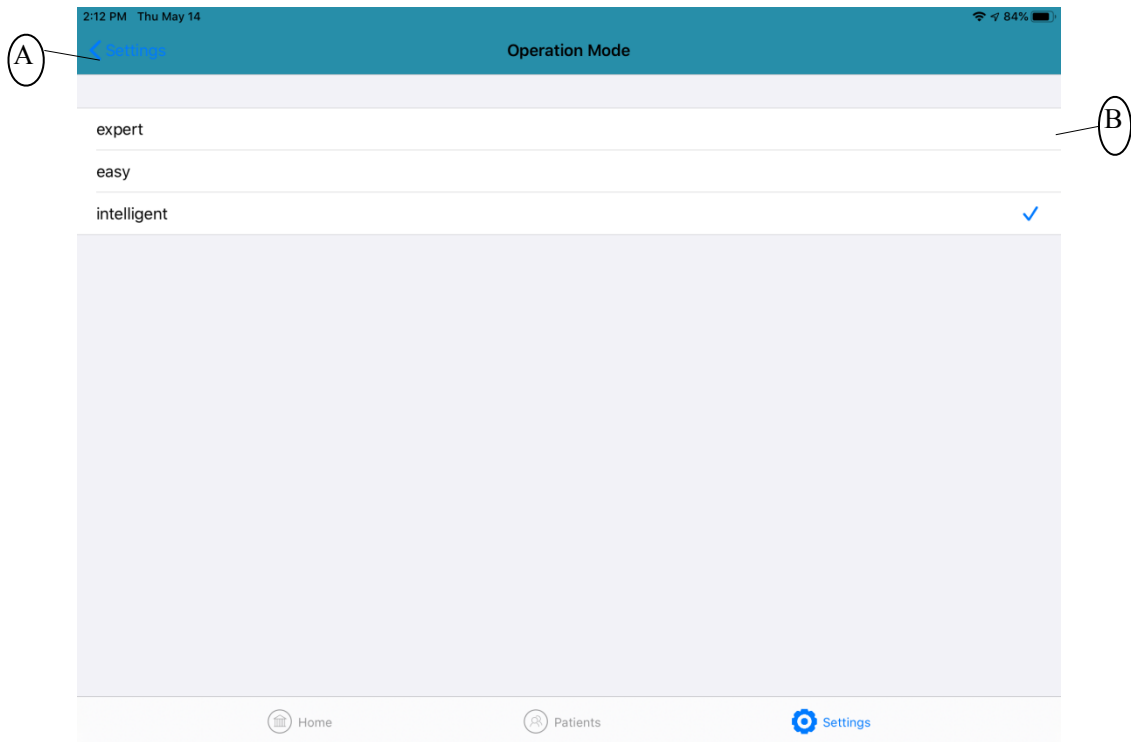 2:12 PM Thu May 14 84%
A Settings Operation Mode
expert B
easy
intelligent
Home Patients Settings